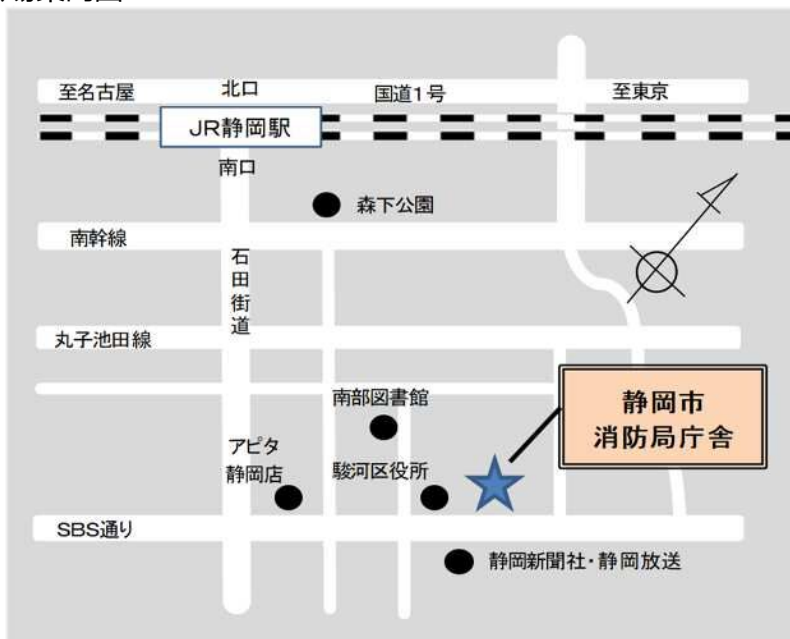 至名古屋
北口
国道1号
至東京
JR静岡駅
南口
森下公園
南幹線
石田街道
丸子池田線
南部図書館
静岡市
消防局庁舎
アピタ
静岡店
駿河区役所
SBS通り
静岡新聞社・静岡放送